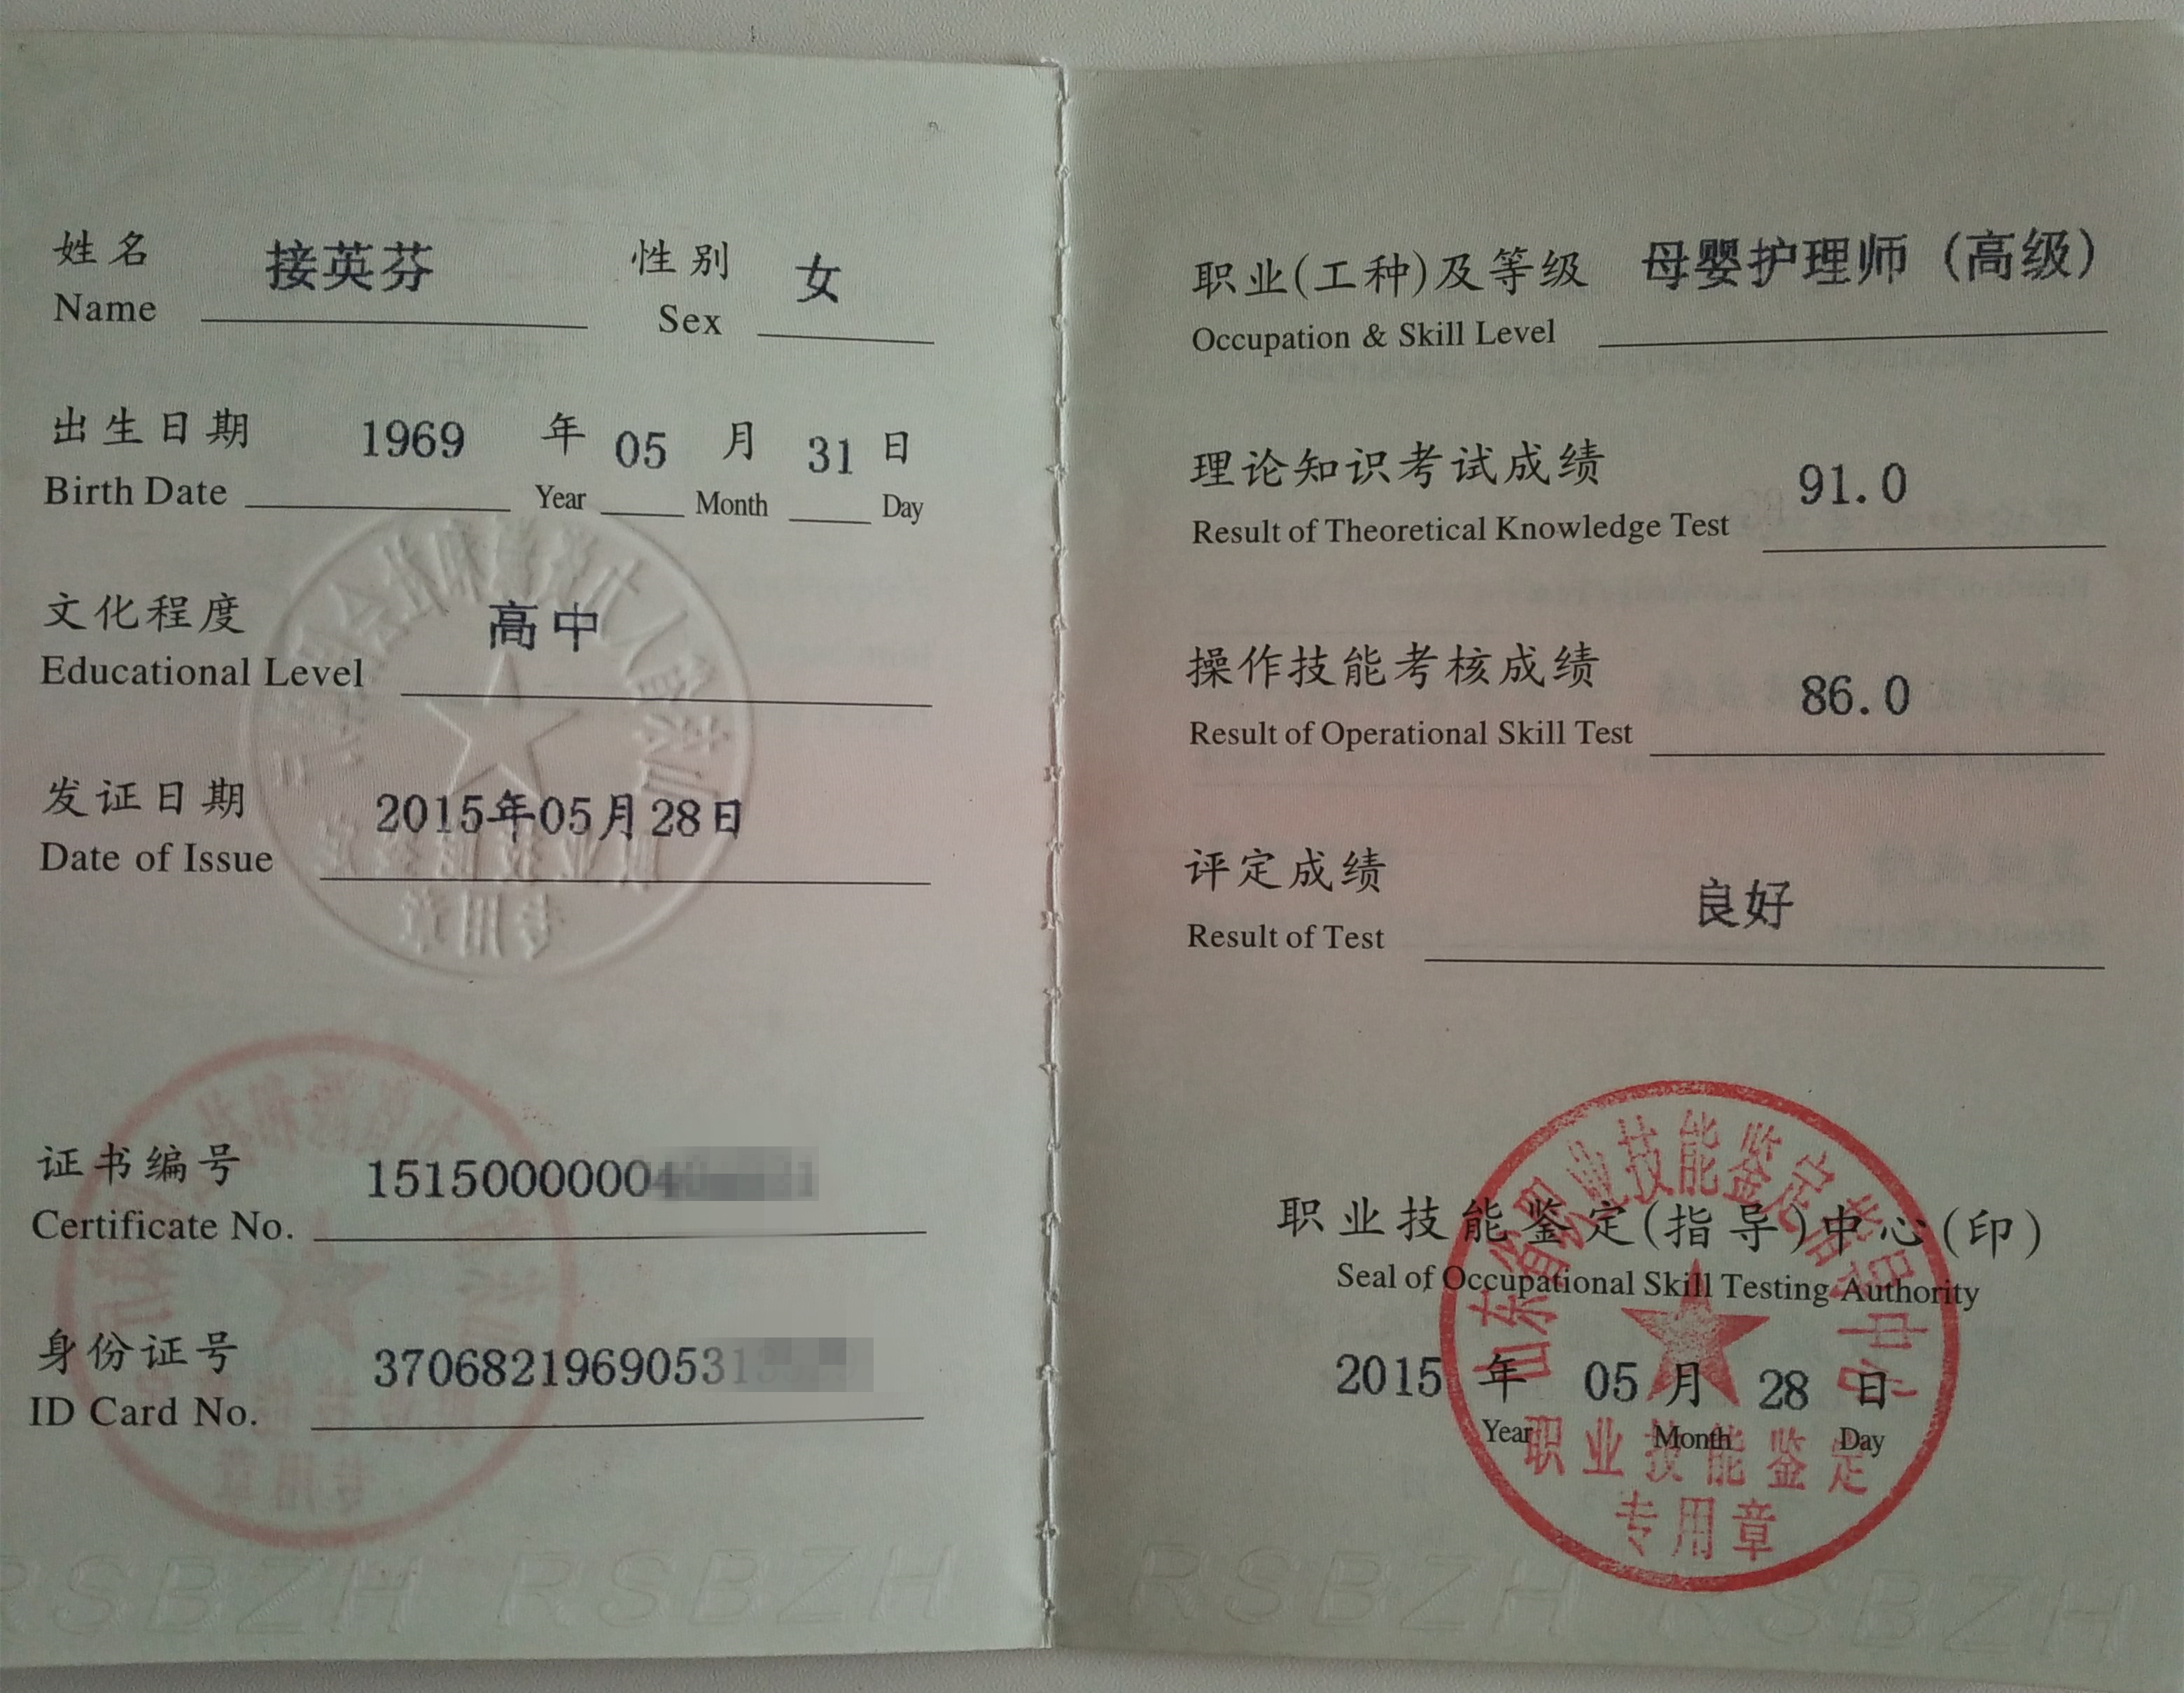 姓名 接英芬 性别 女
Name Sex
出生日期 1969 年 05 月 31 日
Birth Date Year Month Day
文化程度 高中
Educational Level
发证日期 2015年05月28日
Date of Issue
证书编号 1515000000
Certificate No.
身份证号 37068219690531
ID Card No.
RSBZH RSBZH
职业(工种)及等级 母婴护理师（高级）
Occupation & Skill Level
理论知识考试成绩 91.0
Result of Theoretical Knowledge Test
操作技能考核成绩 86.0
Result of Operational Skill Test
评定成绩 良好
Result of Test
山东省职业技能鉴定指导中心
职业技能鉴定(指导)中心(印)
Seal of Occupational Skill Testing Authority
2015 年 05 月 28 日
Year Month Day
职业技能鉴定
专用章
RSBZH RSBZH